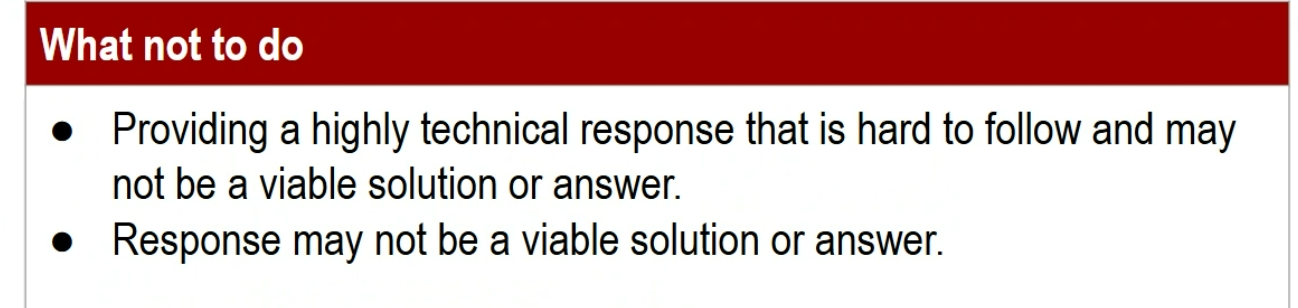 What not to do
● Providing a highly technical response that is hard to follow and may
not be a viable solution or answer.
● Response may not be a viable solution or answer.